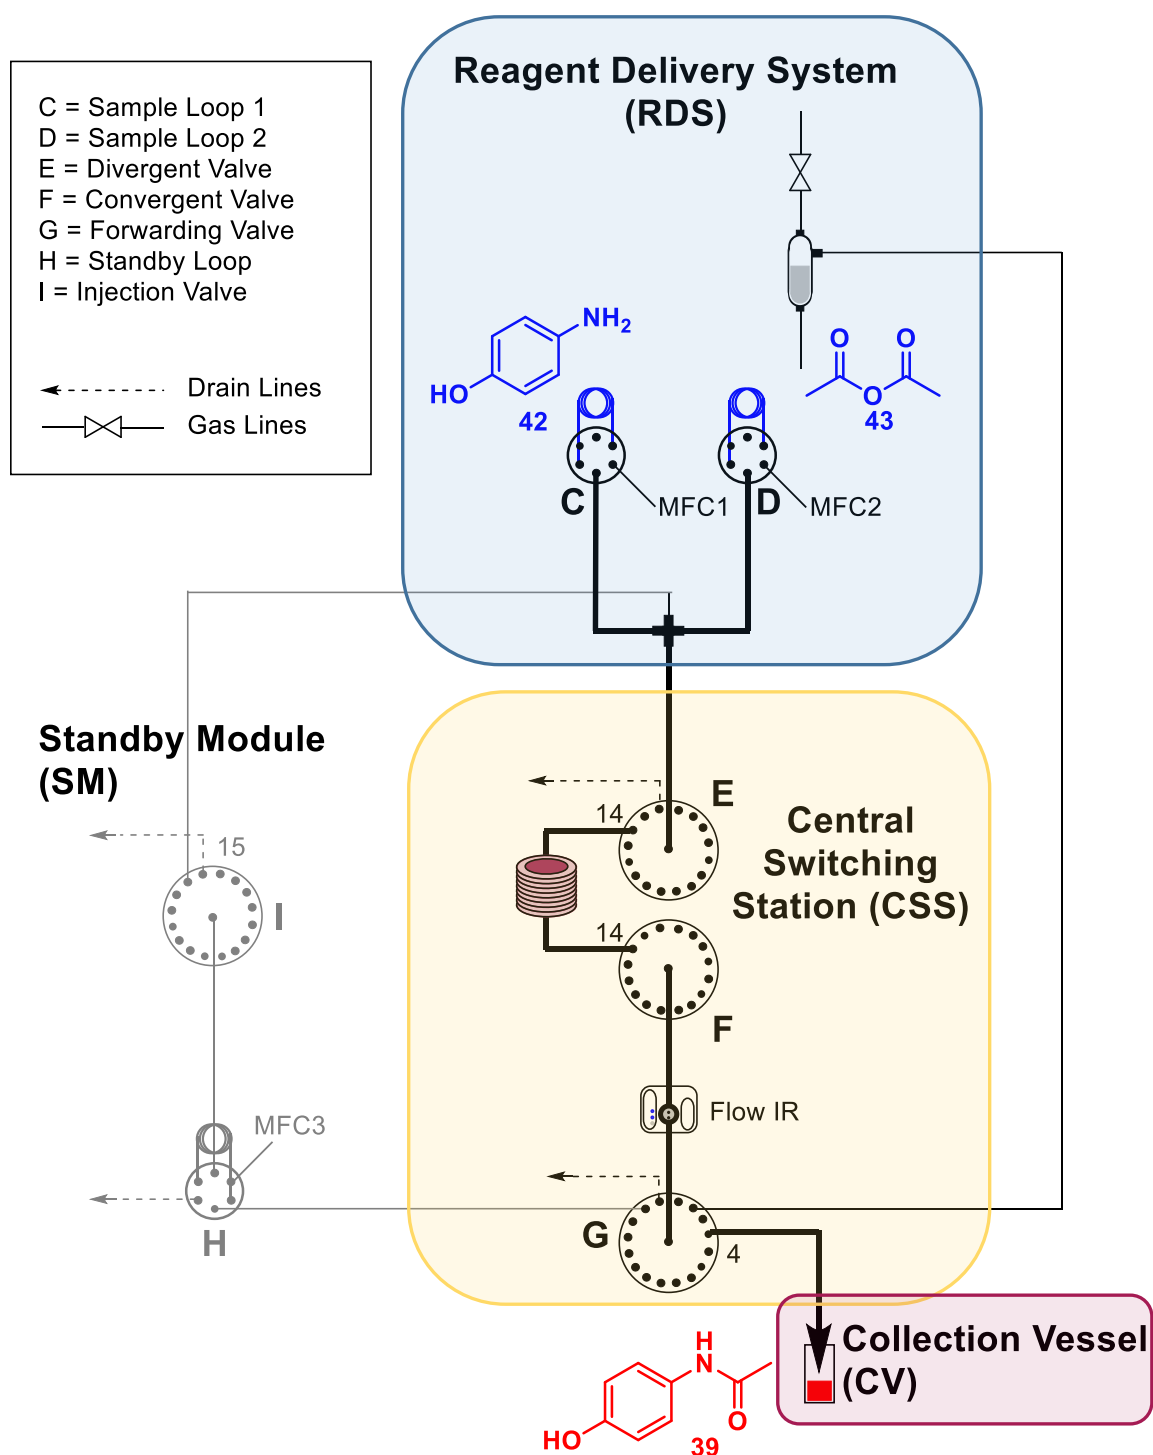 Reagent Delivery System
(RDS)
C = Sample Loop 1
D = Sample Loop 2
E = Divergent Valve
F = Convergent Valve
G = Forwarding Valve
H = Standby Loop
I = Injection Valve
Drain Lines
Gas Lines
NH2
HO
42
O
O
O
43
C
MFC1
D
MFC2
Standby Module
(SM)
15
I
MFC3
H
E
14
Central
Switching
Station (CSS)
14
F
Flow IR
G
4
Collection Vessel
(CV)
H
N
O
HO
39